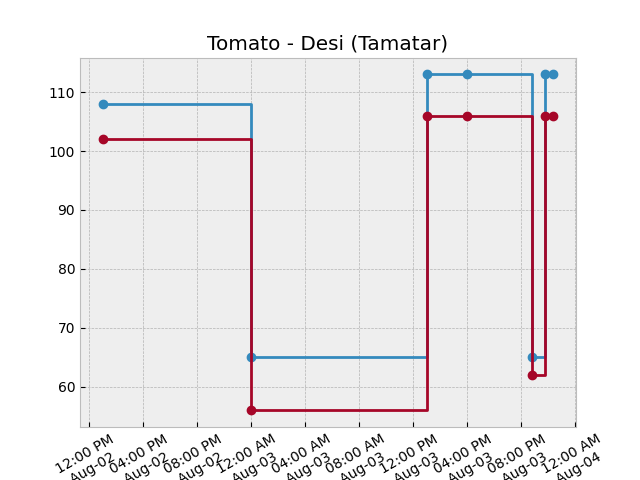 Tomato - Desi (Tamatar)
110
100
90
80
70
60
12:00 PM
Aug-02
04:00 PM
Aug-02
08:00 PM
Aug-02
12:00 AM
Aug-03
04:00 AM
Aug-03
08:00 AM
Aug-03
12:00 PM
Aug-03
04:00 PM
Aug-03
08:00 PM
Aug-03
12:00 AM
Aug-04